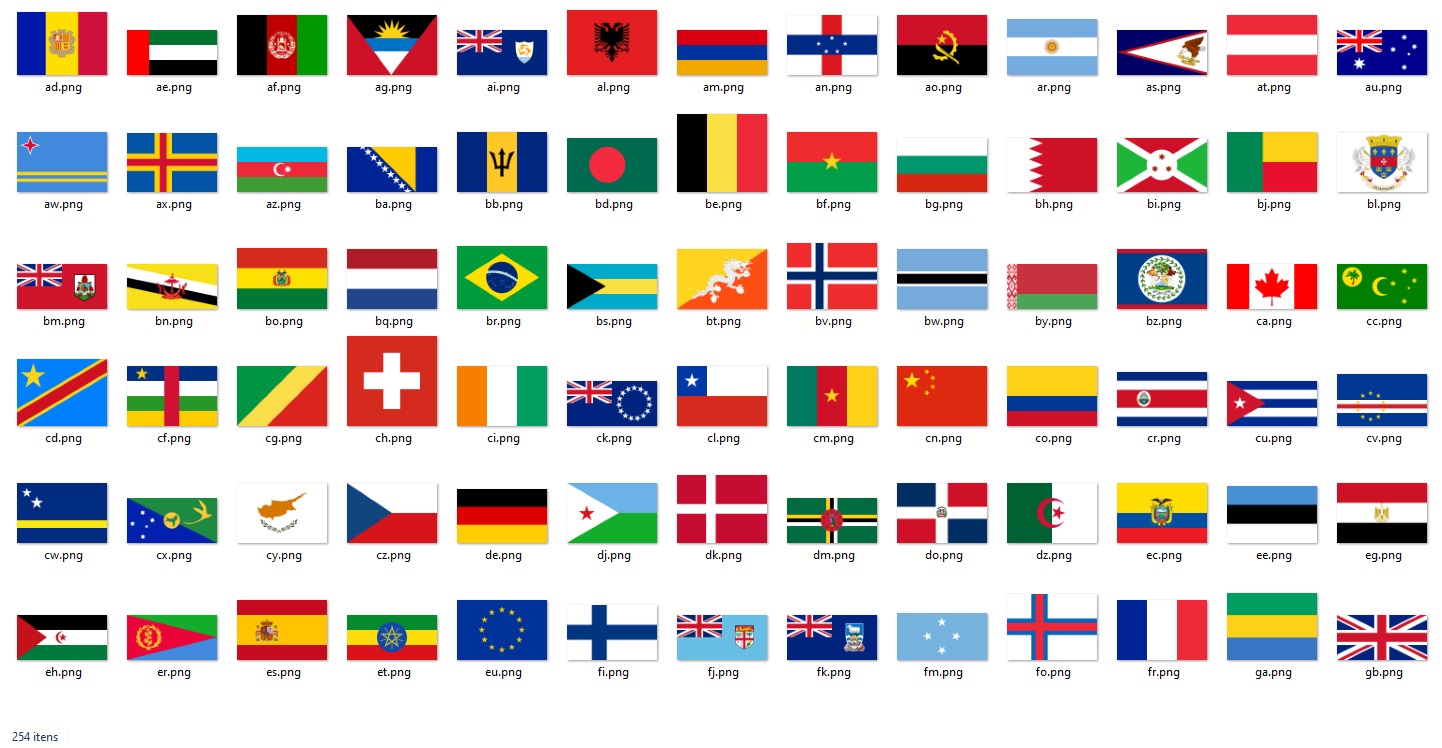 ad.png ae.png af.png ag.png ai.png al.png am.png an.png ao.png ar.png as.png at.png au.png
aw.png ax.png az.png ba.png bb.png bd.png be.png bf.png bg.png bh.png bi.png bj.png bl.png
bm.png bn.png bo.png bq.png br.png bs.png bt.png bv.png bw.png by.png bz.png ca.png cc.png
cd.png cf.png cg.png ch.png ci.png ck.png cl.png cm.png cn.png co.png cr.png cu.png cv.png
cw.png cx.png cy.png cz.png de.png dj.png dk.png dm.png do.png dz.png ec.png ee.png eg.png
eh.png er.png es.png et.png eu.png fi.png fj.png fk.png fm.png fo.png fr.png ga.png gb.png
254 itens